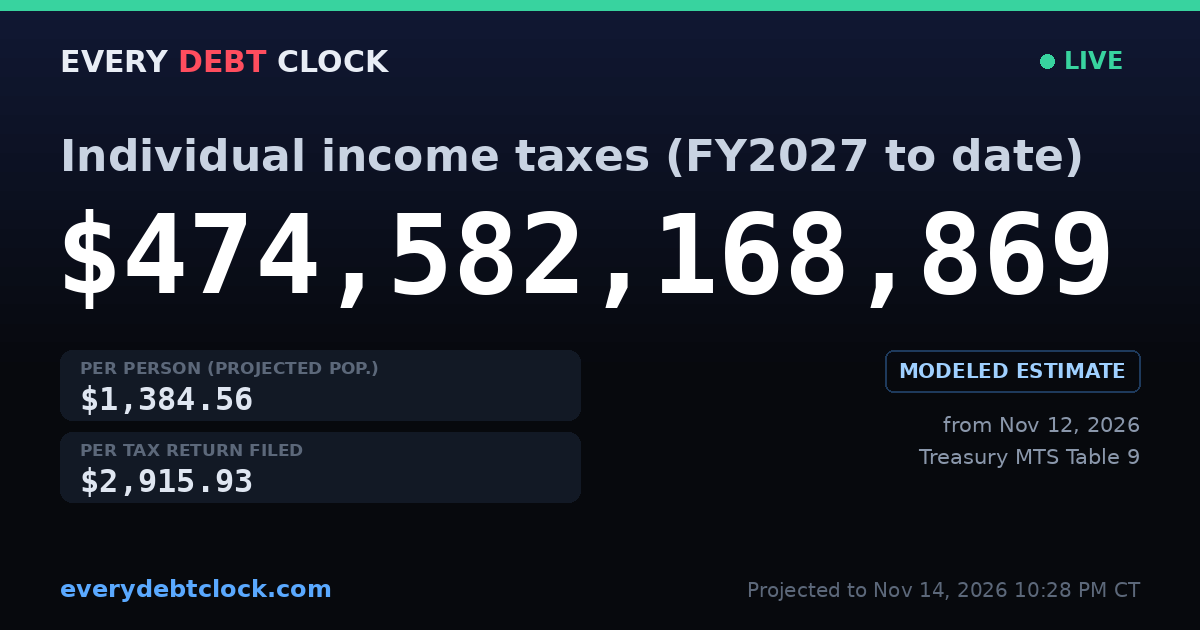 EVERY DEBT CLOCK
LIVE
Individual income taxes (FY2027 to date)
$474,582,168,869
PER PERSON (PROJECTED POP.)
$1,384.56
PER TAX RETURN FILED
$2,915.93
MODELED ESTIMATE
from Nov 12, 2026
Treasury MTS Table 9
everydebtclock.com
Projected to Nov 14, 2026 10:28 PM CT